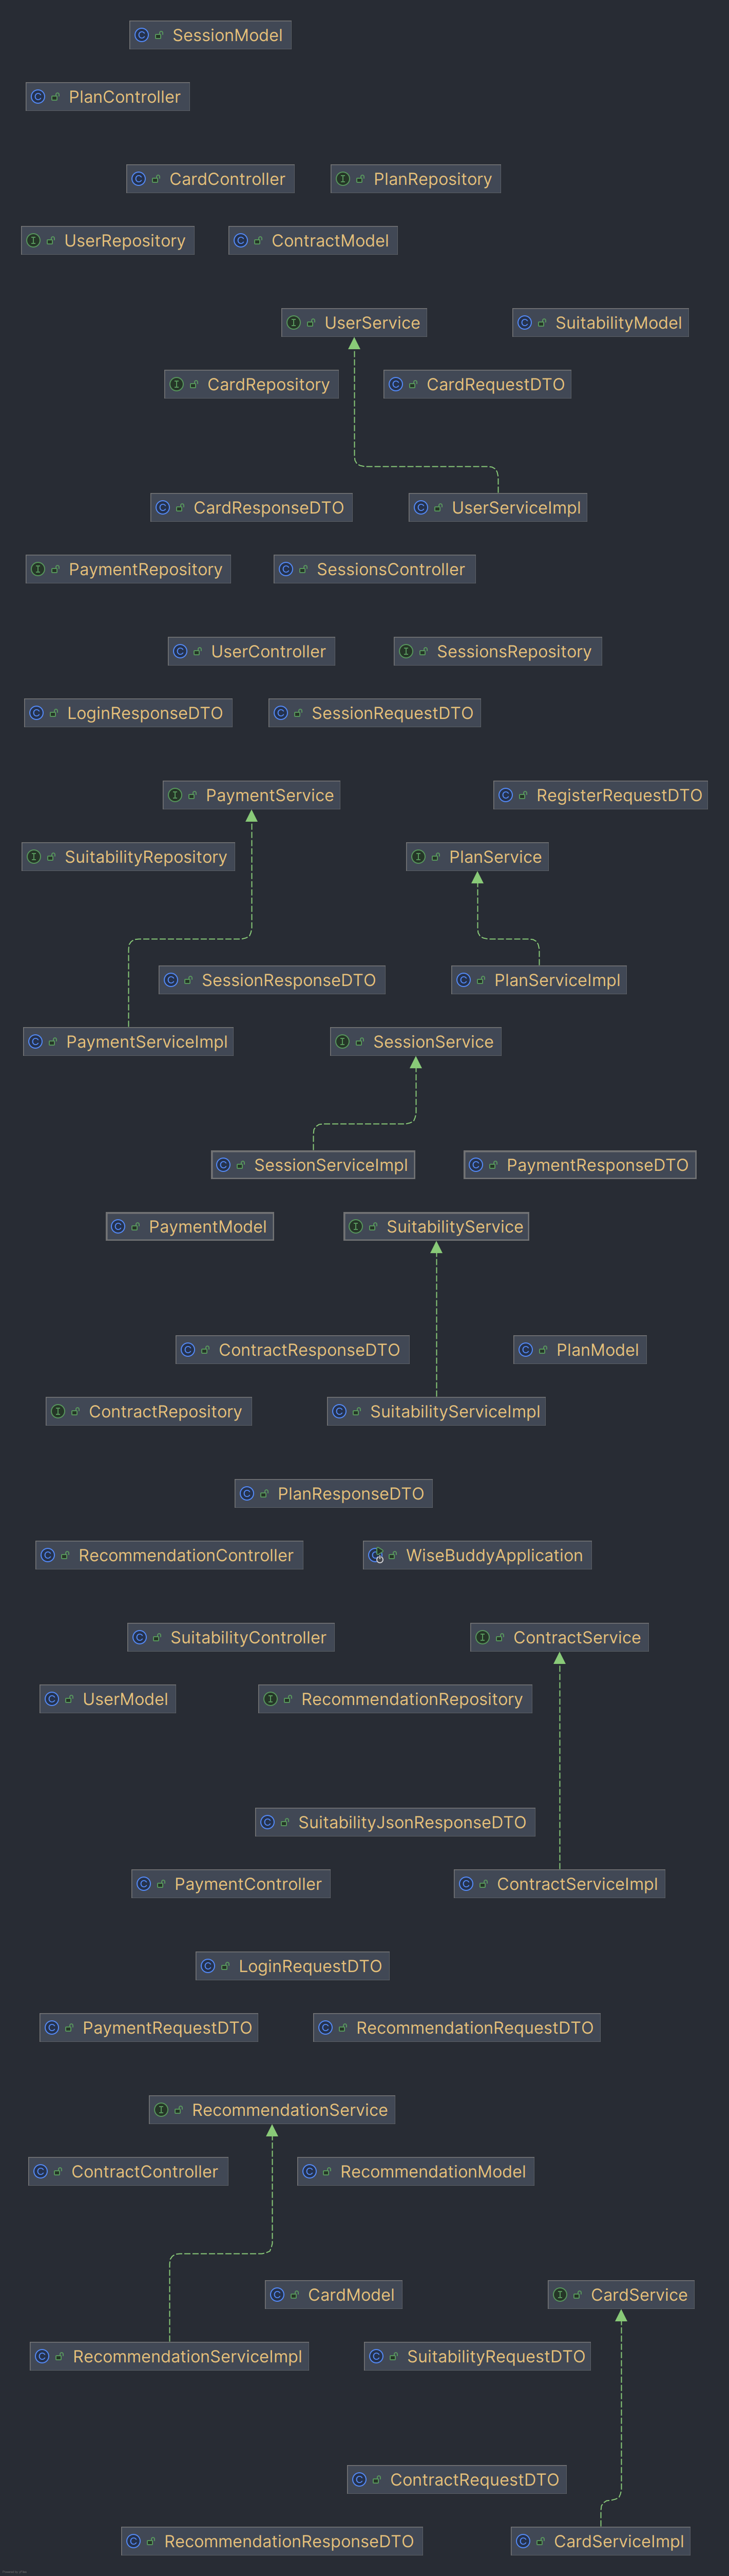 SessionModel
PlanController
CardController
PlanRepository
UserRepository
ContractModel
UserService
SuitabilityModel
CardRepository
CardRequestDTO
CardResponseDTO
UserServiceImpl
PaymentRepository
SessionsController
UserController
SessionsRepository
LoginResponseDTO
SessionRequestDTO
PaymentService
RegisterRequestDTO
SuitabilityRepository
PlanService
SessionResponseDTO
PlanServiceImpl
PaymentServiceImpl
SessionService
SessionServiceImpl
PaymentResponseDTO
PaymentModel
SuitabilityService
ContractResponseDTO
PlanModel
ContractRepository
SuitabilityServiceImpl
PlanResponseDTO
RecommendationController
WiseBuddyApplication
SuitabilityController
ContractService
UserModel
RecommendationRepository
SuitabilityJsonResponseDTO
PaymentController
ContractServiceImpl
LoginRequestDTO
PaymentRequestDTO
RecommendationRequestDTO
RecommendationService
ContractController
RecommendationModel
CardModel
CardService
RecommendationServiceImpl
SuitabilityRequestDTO
ContractRequestDTO
RecommendationResponseDTO
CardServiceImpl